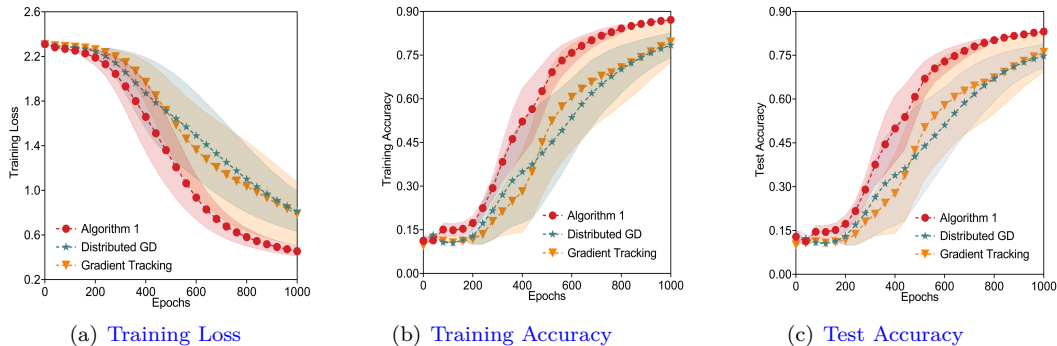 2.6
2.2
1.8
1.4
1.0
0.6
0.2
Training Loss
Algorithm 1
Distributed GD
Gradient Tracking
0 200 400 600 800 1000
Epochs
(a) Training Loss
0.90
0.75
0.60
0.45
0.30
0.15
0.00
Training Accuracy
Algorithm 1
Distributed GD
Gradient Tracking
0 200 400 600 800 1000
Epochs
(b) Training Accuracy
0.90
0.75
0.60
0.45
0.30
0.15
0.00
Test Accuracy
Algorithm 1
Distributed GD
Gradient Tracking
0 200 400 600 800 1000
Epochs
(c) Test Accuracy